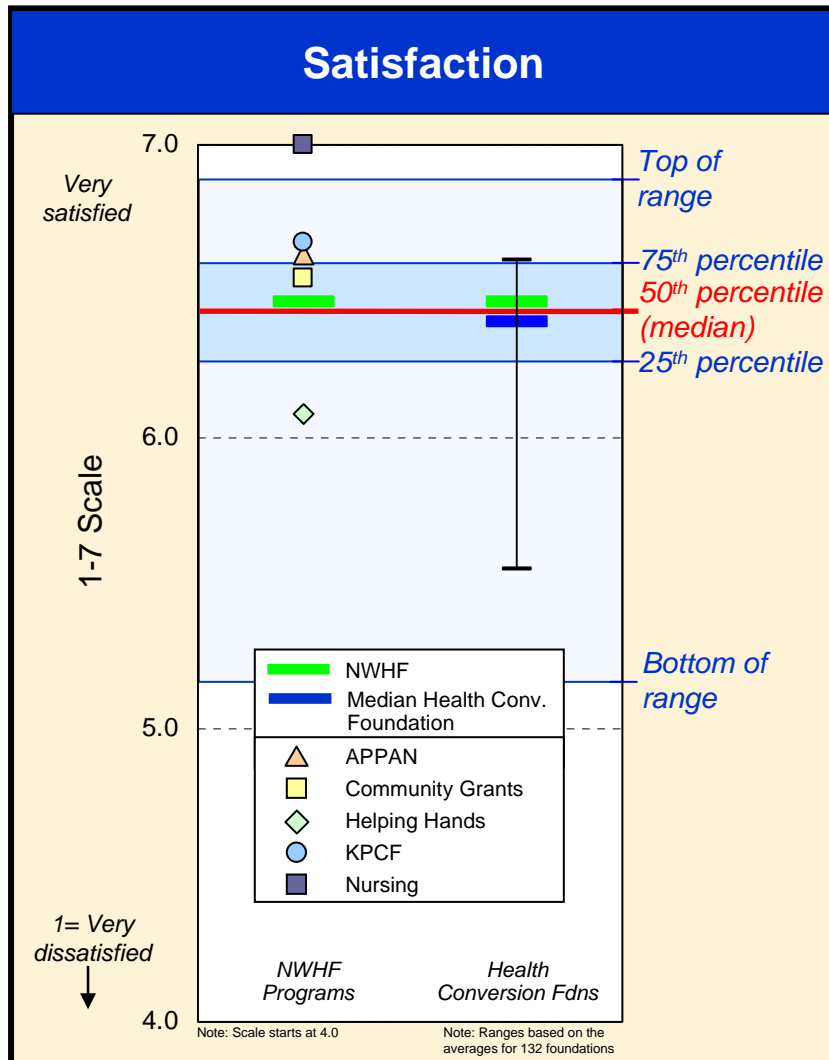 Satisfaction
7.0
Very
satisfied
Top of
range
75th percentile
50th percentile
(median)
25th percentile
6.0
1-7 Scale
Bottom of
range
NWHF
Median Health Conv.
Foundation
5.0
APPAN
Community Grants
Helping Hands
KPCF
Nursing
1= Very
dissatisfied
NWHF
Programs
Health
Conversion Fdns
4.0
Note: Scale starts at 4.0
Note: Ranges based on the
averages for 132 foundations